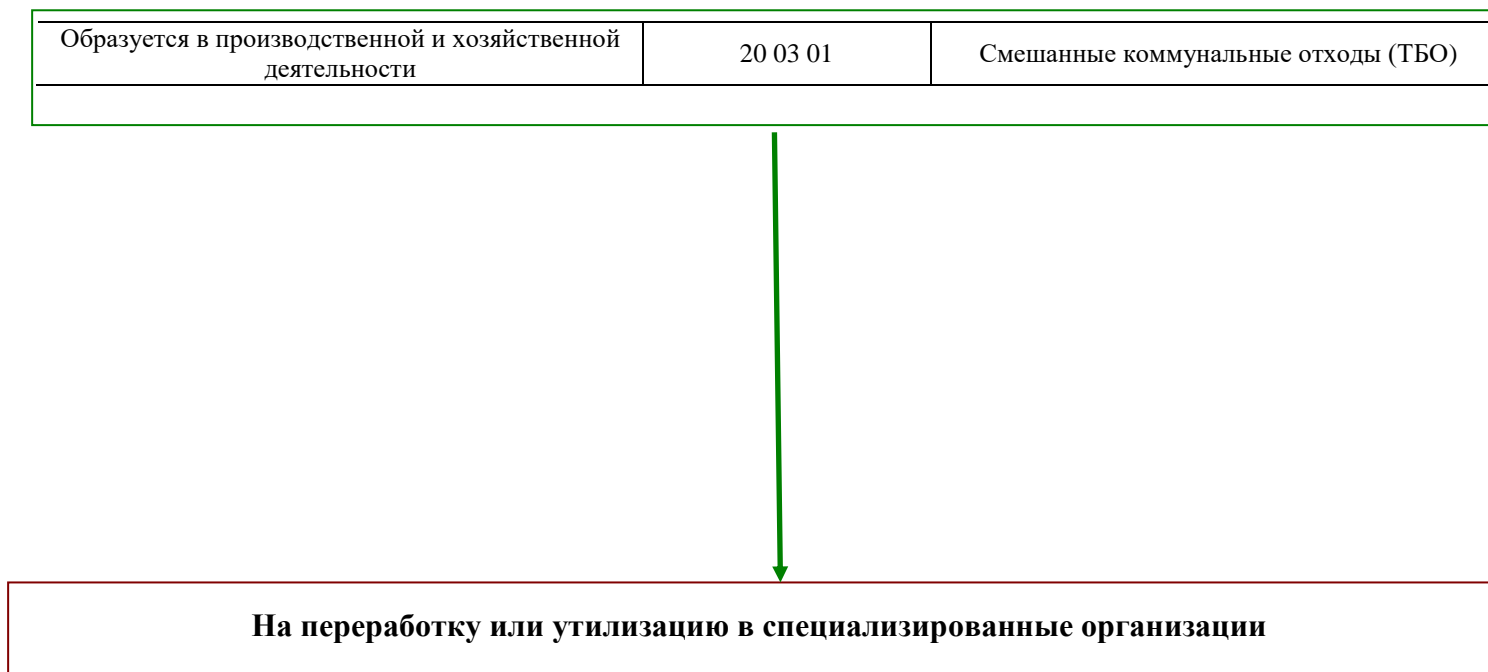 Образуется в производственной и хозяйственной
деятельности
20 03 01
Смешанные коммунальные отходы (ТБО)
На переработку или утилизацию в специализированные организации